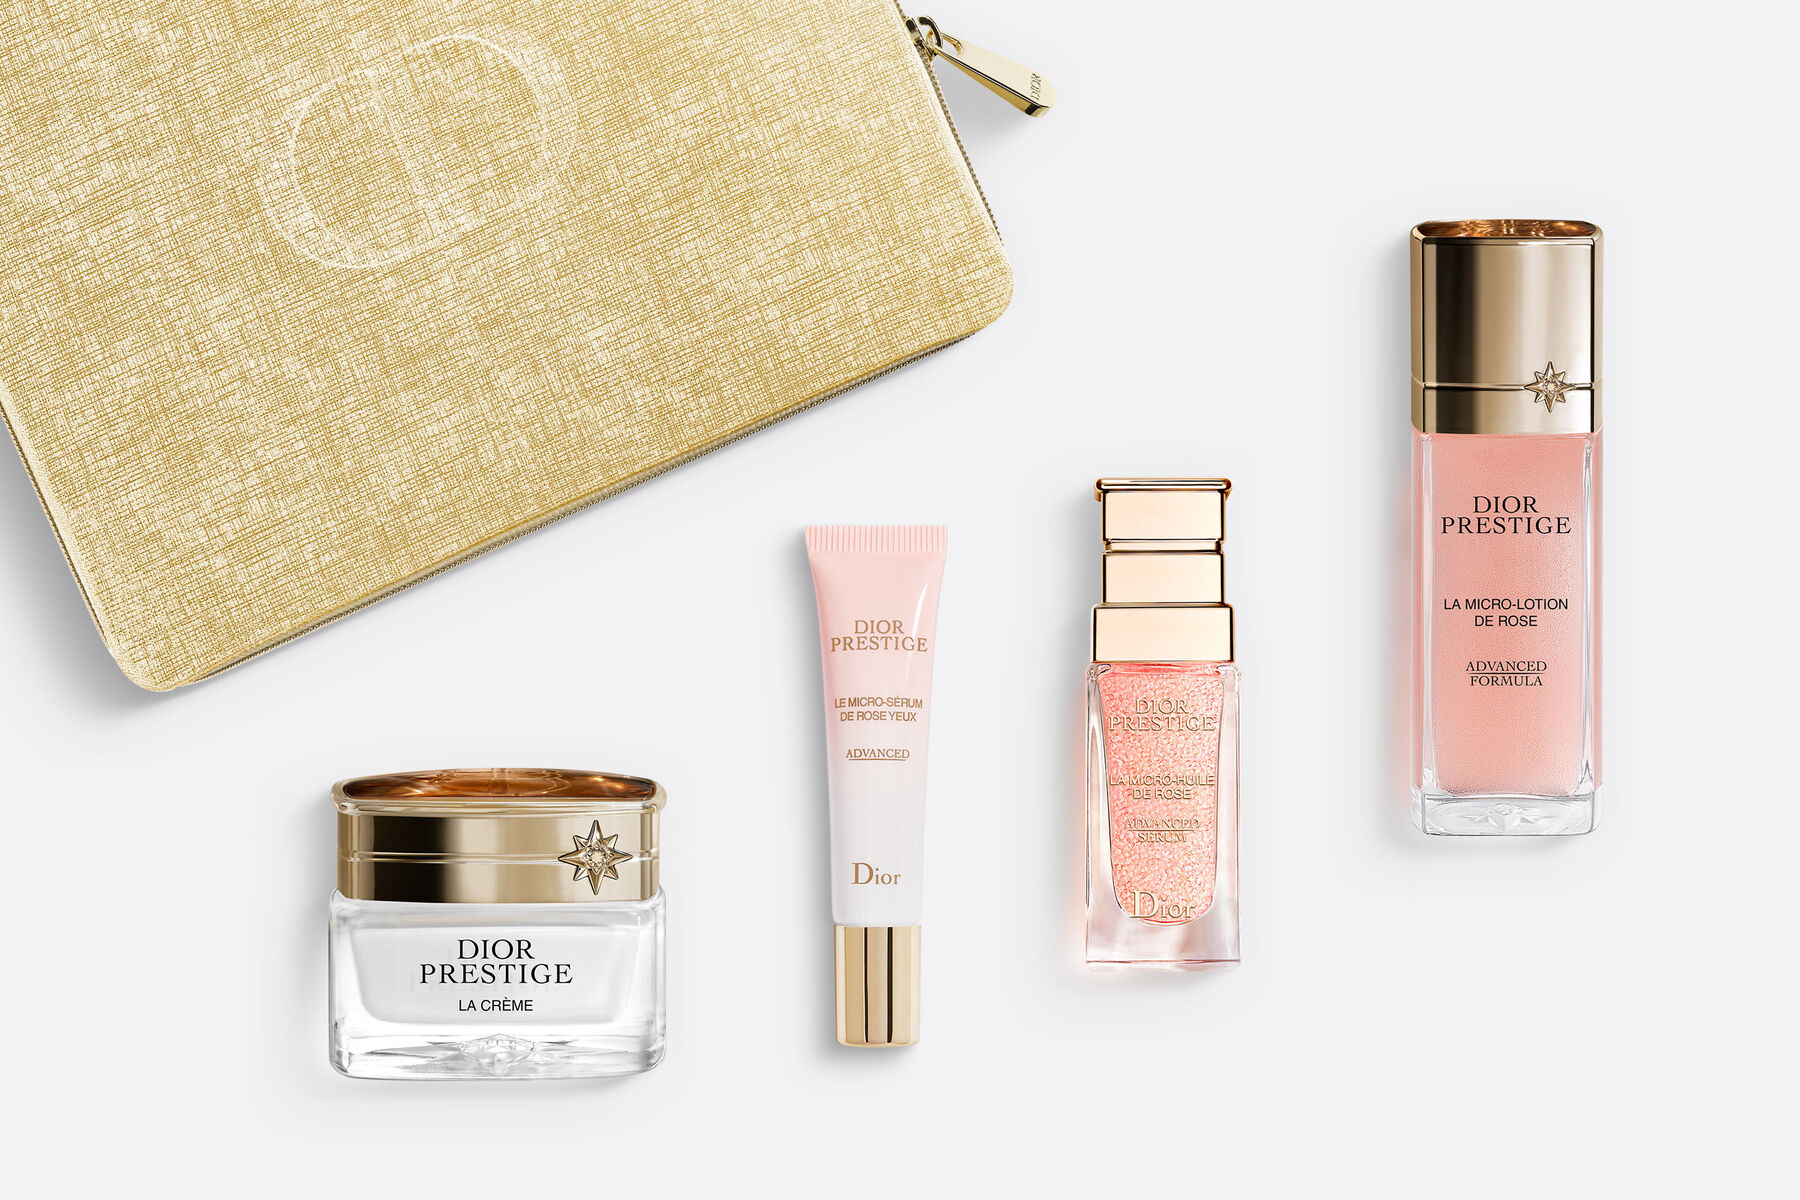 DIOR
DIOR
PRESTIGE
LA MICRO-LOTION
DE ROSE
ADVANCED
FORMULA
DIOR
PRESTIGE
LA MICRO-HUILE
DE ROSE
ADVANCED
SERUM
Dior
DIOR
PRESTIGE
LE MICRO-SÉRUM
DE ROSE YEUX
ADVANCED
Dior
DIOR
PRESTIGE
LA CRÈME